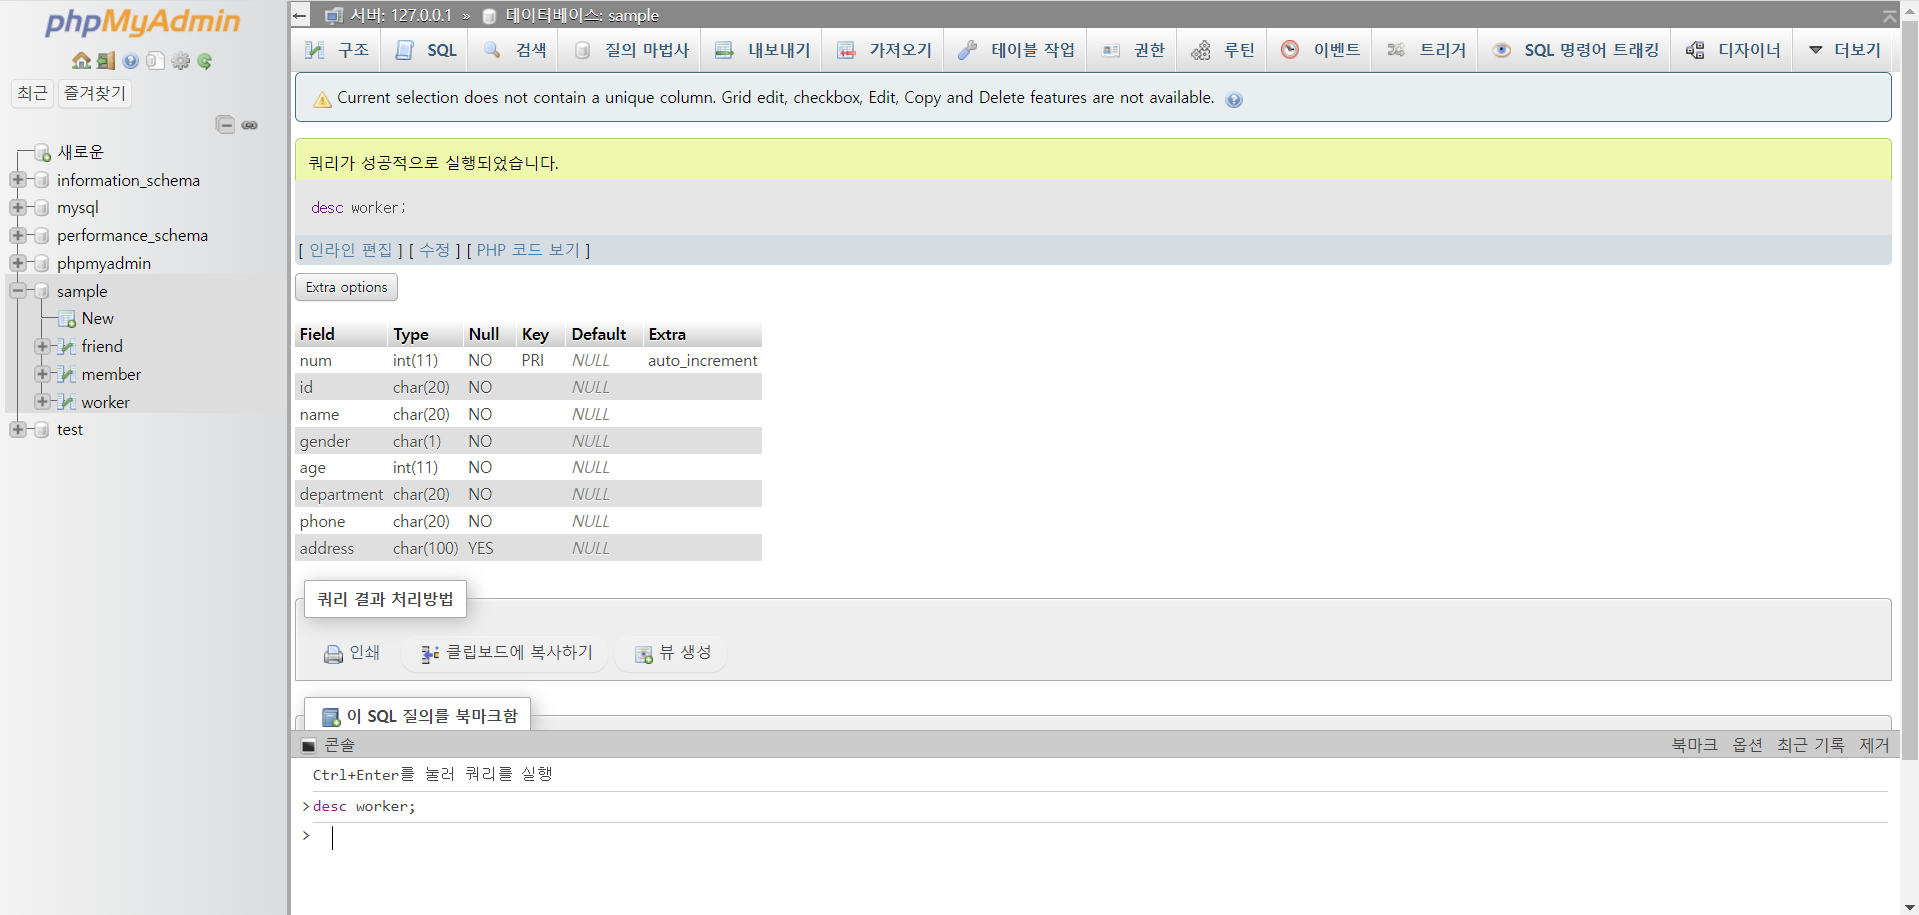 phpMyAdmin
최근 즐겨찾기
새로운
information_schema
mysql
performance_schema
phpmyadmin
sample
New
friend
member
worker
test
서버: 127.0.0.1 » 데이터베이스: sample
구조 SQL 검색 질의 마법사 내보내기 가져오기 테이블 작업 권한 루틴 이벤트 트리거 SQL 명령어 트래킹 디자이너 더보기
Current selection does not contain a unique column. Grid edit, checkbox, Edit, Copy and Delete features are not available.
쿼리가 성공적으로 실행되었습니다.
desc worker;
[ 인라인 편집 ] [ 수정 ] [ PHP 코드 보기 ]
Extra options
Field Type Null Key Default Extra
num int(11) NO PRI NULL auto_increment
id char(20) NO NULL
name char(20) NO NULL
gender char(1) NO NULL
age int(11) NO NULL
department char(20) NO NULL
phone char(20) NO NULL
address char(100) YES NULL
쿼리 결과 처리방법
인쇄 클립보드에 복사하기 뷰 생성
이 SQL 질의를 북마크함
콘솔 북마크 옵션 최근 기록 제거
Ctrl+Enter를 눌러 쿼리를 실행
>desc worker;
>